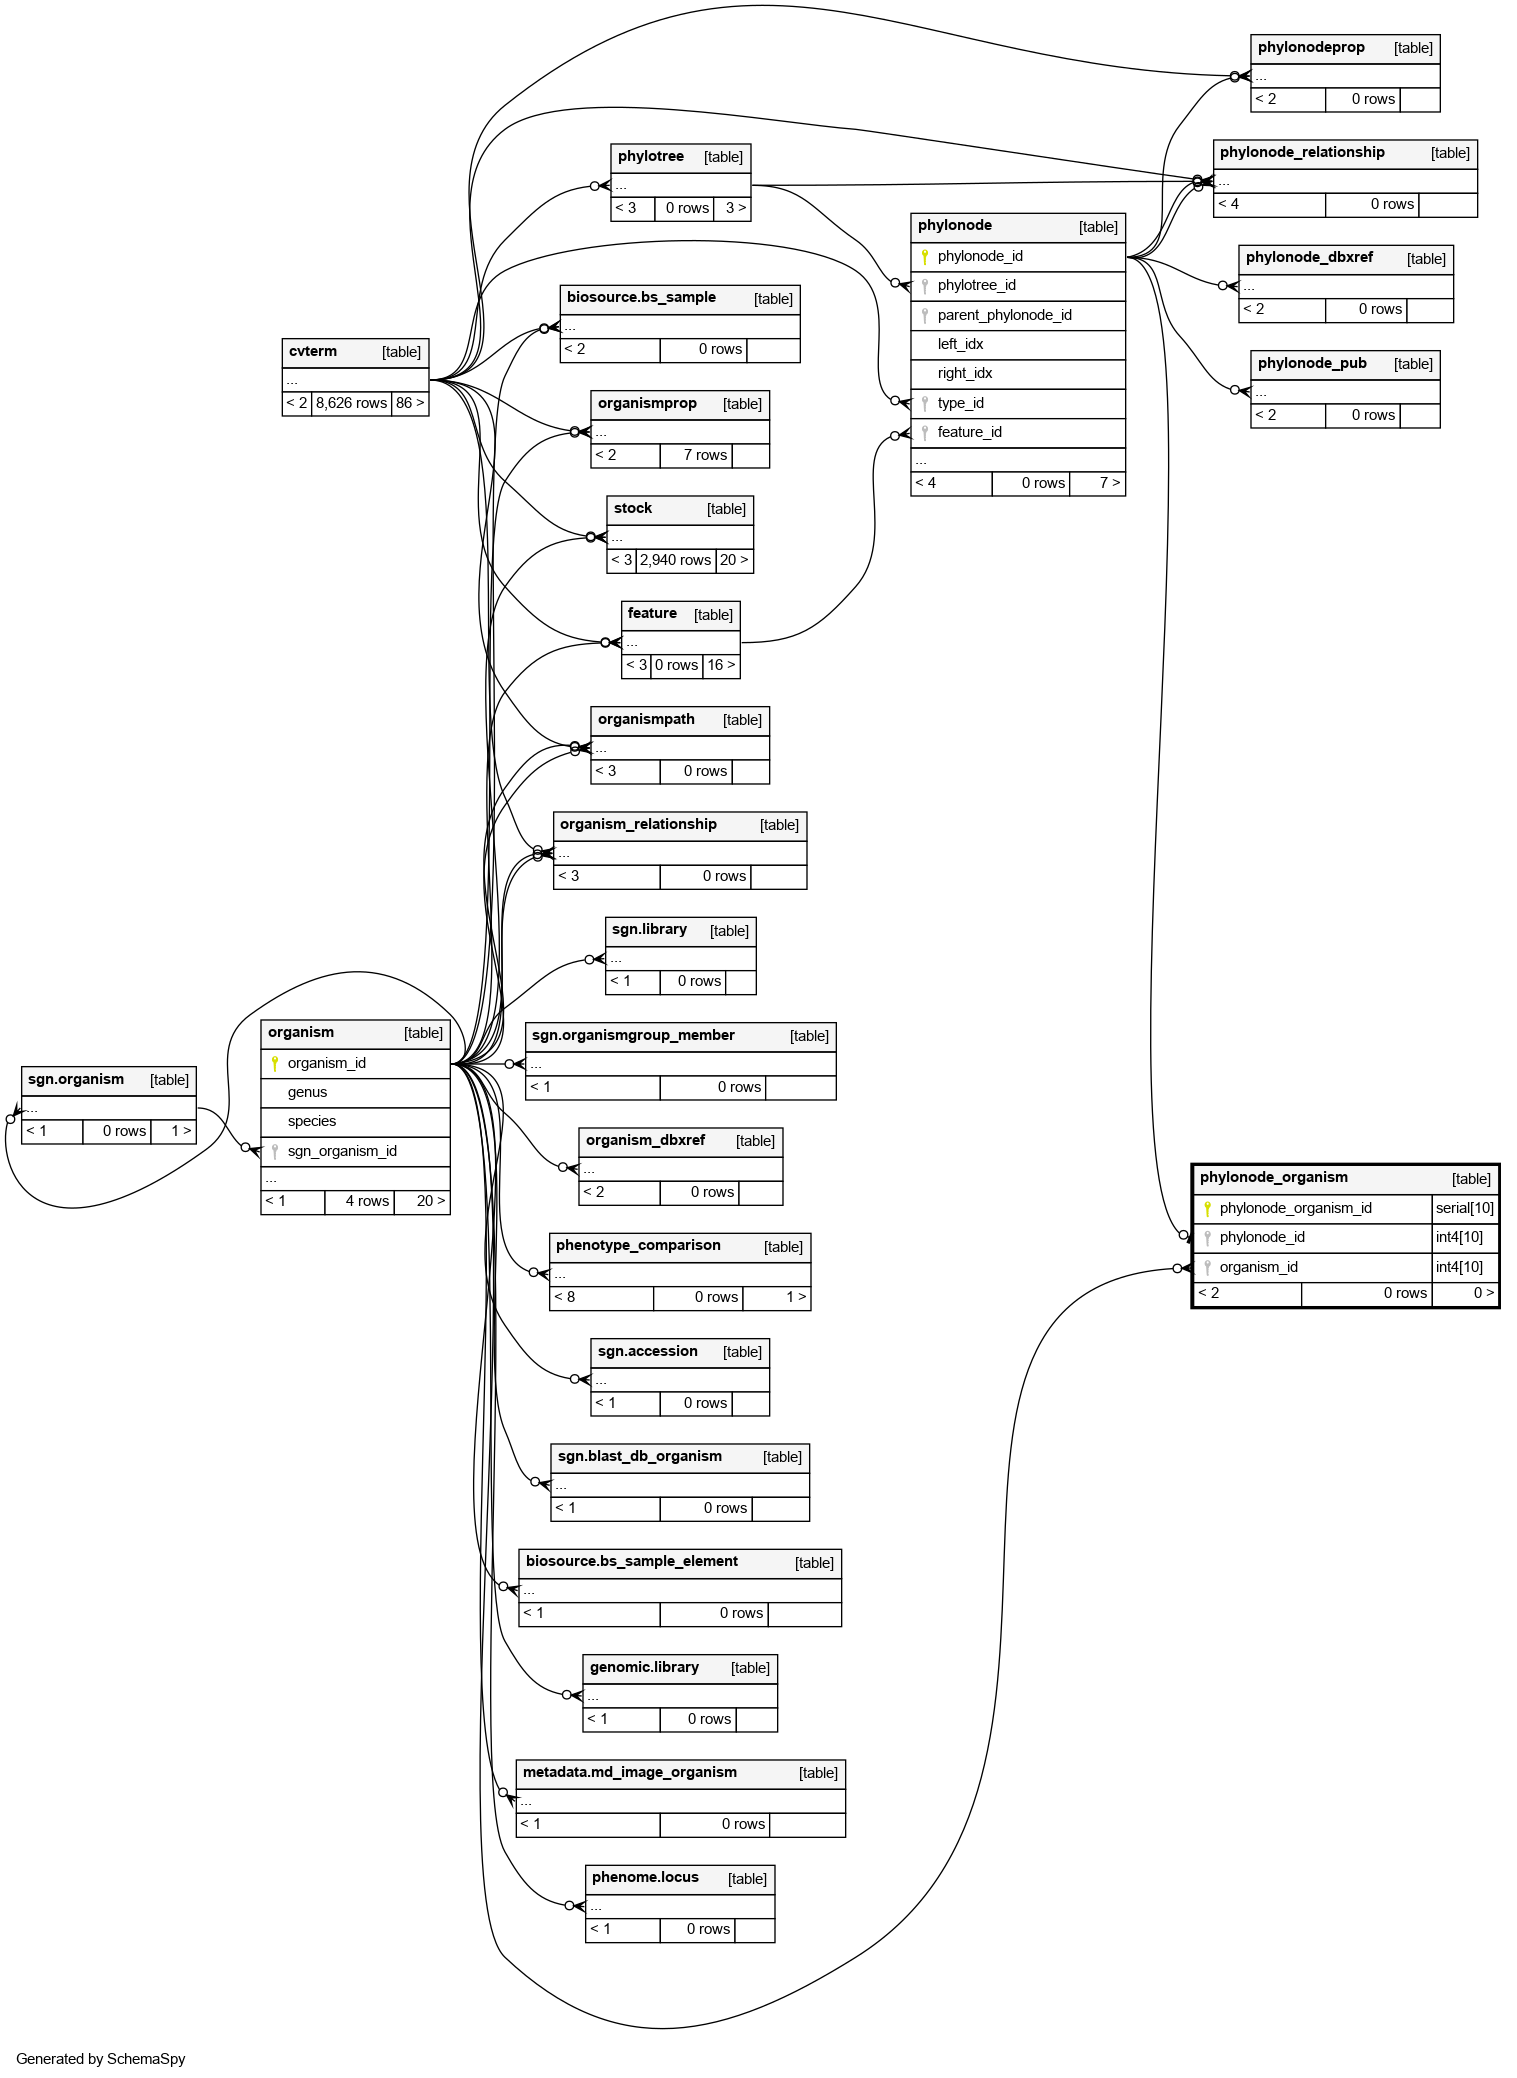 phylonodeprop [table]
...
< 2 0 rows
phylonode_relationship [table]
...
< 4 0 rows
phylotree [table]
...
< 3 0 rows 3 >
phylonode [table]
phylonode_id
phylotree_id
parent_phylonode_id
left_idx
right_idx
type_id
feature_id
...
< 4 0 rows 7 >
phylonode_dbxref [table]
...
< 2 0 rows
phylonode_pub [table]
...
< 2 0 rows
biosource.bs_sample [table]
...
< 2 0 rows
cvterm [table]
...
< 2 8,626 rows 86 >
organismprop [table]
...
< 2 7 rows
stock [table]
...
< 3 2,940 rows 20 >
feature [table]
...
< 3 0 rows 16 >
organismpath [table]
...
< 3 0 rows
organism_relationship [table]
...
< 3 0 rows
sgn.library [table]
...
< 1 0 rows
organism [table]
organism_id
genus
species
sgn_organism_id
...
< 1 4 rows 20 >
sgn.organism [table]
...
< 1 0 rows 1 >
sgn.organismgroup_member [table]
...
< 1 0 rows
organism_dbxref [table]
...
< 2 0 rows
phylonode_organism [table]
phylonode_organism_id serial[10]
phylonode_id int4[10]
organism_id int4[10]
< 2 0 rows 0 >
phenotype_comparison [table]
...
< 8 0 rows 1 >
sgn.accession [table]
...
< 1 0 rows
sgn.blast_db_organism [table]
...
< 1 0 rows
biosource.bs_sample_element [table]
...
< 1 0 rows
genomic.library [table]
...
< 1 0 rows
metadata.md_image_organism [table]
...
< 1 0 rows
phenome.locus [table]
...
< 1 0 rows
Generated by SchemaSpy